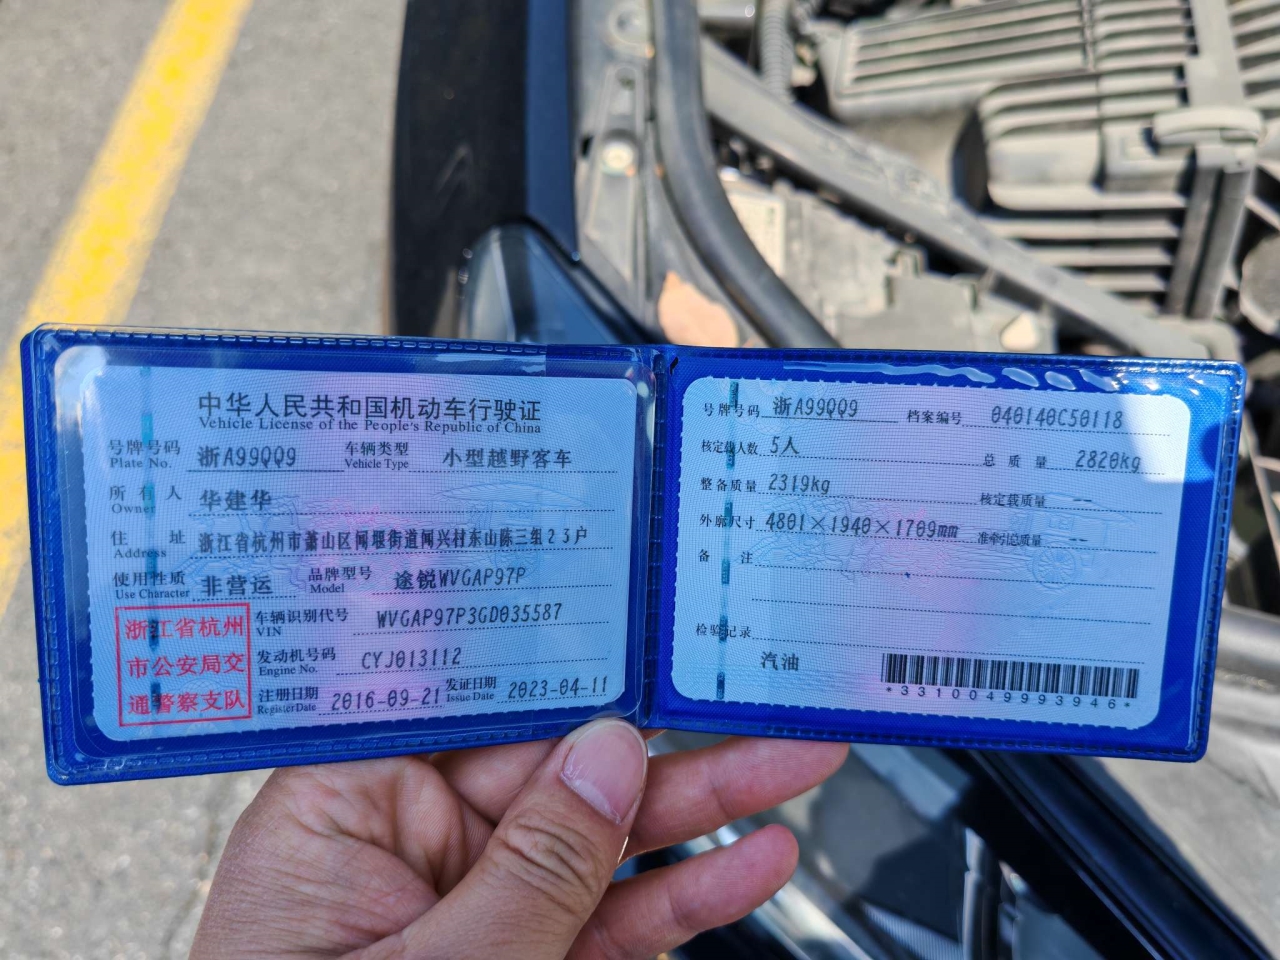 中华人民共和国机动车行驶证
Vehicle License of the People's Republic of China
号牌号码 浙A99QQ9 车辆类型 小型越野客车
Plate No. Vehicle Type
所有人 华建华
Owner
住址 浙江省杭州市萧山区闻堰街道闻兴村东山陈三组23户
Address
使用性质 非营运 品牌型号 途锐WVGAP97P
Use Character Model
浙江省杭州
市公安局交
通警察支队
车辆识别代号 WVGAP97P3GD035587
VIN
发动机号码 CYJ013112
Engine No.
注册日期 2016-09-21 发证日期 2023-04-11
Register Date Issue Date
号牌号码 浙A99QQ9 档案编号 040140C50118
核定载人数 5人 总质量 2820kg
整备质量 2319kg 核定载质量 --
外廓尺寸 4801×1940×1709mm 准牵引总质量 --
备注
检验记录
汽油
*3310049993946*